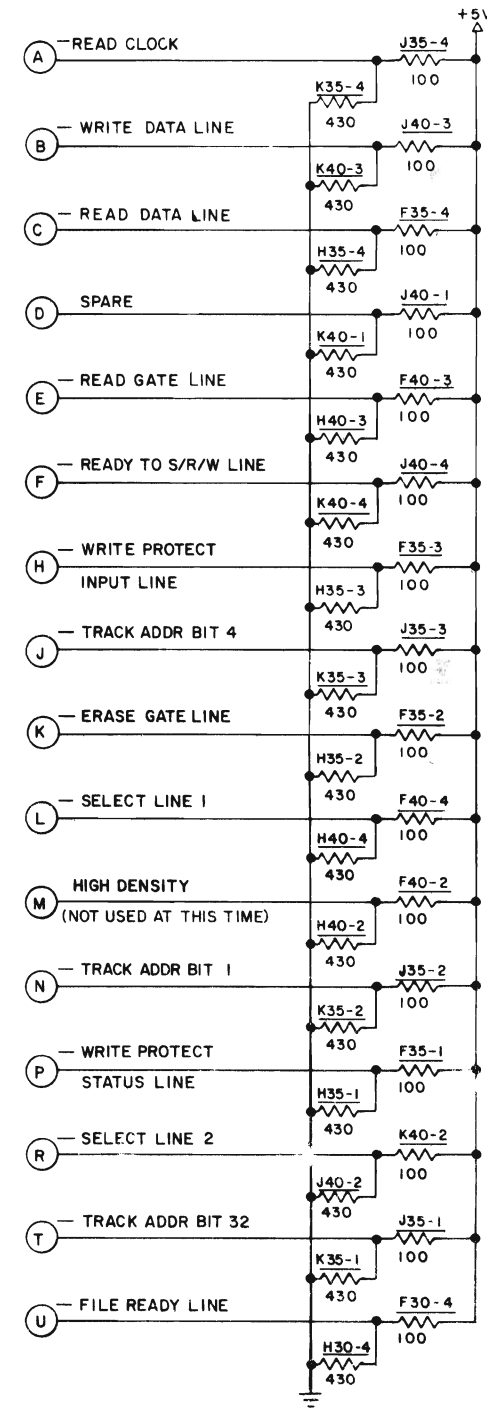 +5V
A – READ CLOCK J35-4
100
K35-4
430
B – WRITE DATA LINE J40-3
100
K40-3
430
C – READ DATA LINE F35-4
100
H35-4
430
D SPARE J40-1
100
K40-1
430
E – READ GATE LINE F40-3
100
H40-3
430
F – READY TO S/R/W LINE J40-4
100
K40-4
430
H – WRITE PROTECT F35-3
INPUT LINE 100
H35-3
430
J – TRACK ADDR BIT 4 J35-3
100
K35-3
430
K – ERASE GATE LINE F35-2
100
H35-2
430
L – SELECT LINE 1 F40-4
100
H40-4
430
M HIGH DENSITY F40-2
(NOT USED AT THIS TIME) 100
H40-2
430
N – TRACK ADDR BIT 1 J35-2
100
K35-2
430
P – WRITE PROTECT F35-1
STATUS LINE 100
H35-1
430
R – SELECT LINE 2 K40-2
100
J40-2
430
T – TRACK ADDR BIT 32 J35-1
100
K35-1
430
U – FILE READY LINE F30-4
100
H30-4
430